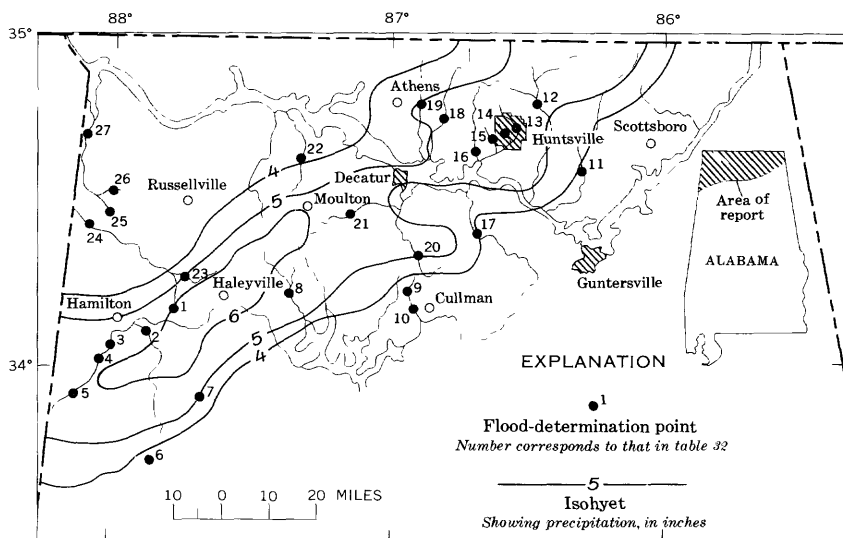 88°
87°
86°
35°
Athens
12
19
18
14
13
27
15
Scottsboro
22
16
Huntsville
4
11
26
Russellville
5
Decatur
Moulton
25
21
Area of
report
24
17
20
ALABAMA
23
Haleyville
8
Guntersville
Hamilton
9
1
6
Cullman
2
10
3
5
34°
4
4
EXPLANATION
5
7
1
Flood-determination point
Number corresponds to that in table 32
6
5
10 0 10 20 MILES
Isohyet
Showing precipitation, in inches